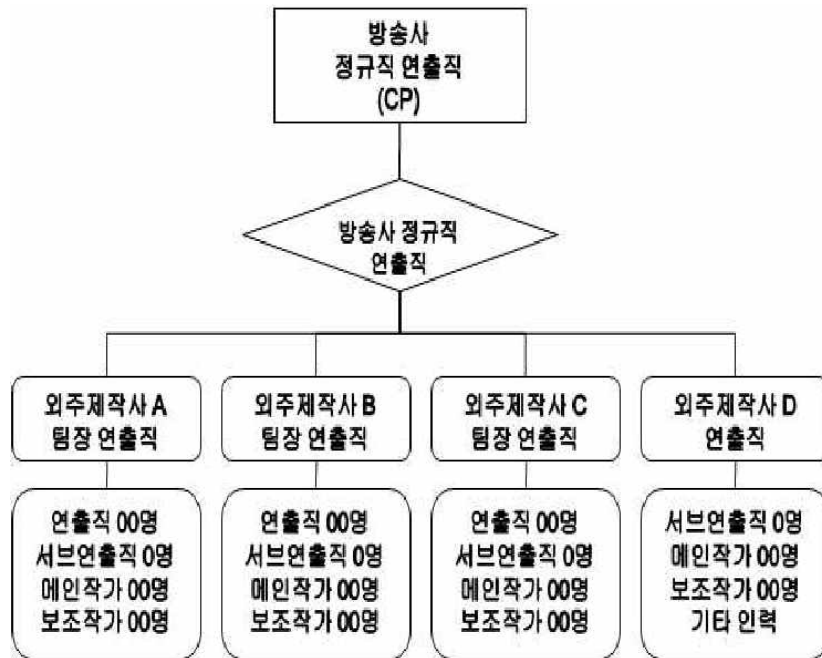 방송사
정규직 연출직
(CP)
방송사 정규직
연출직
외주제작사 A
팀장 연출직
외주제작사 B
팀장 연출직
외주제작사 C
팀장 연출직
외주제작사 D
연출직
연출직 00명
서브연출직 0명
메인작가 00명
보조작가 00명
연출직 00명
서브연출직 0명
메인작가 00명
보조작가 00명
연출직 00명
서브연출직 0명
메인작가 00명
보조작가 00명
서브연출직 0명
메인작가 00명
보조작가 00명
기타 인력